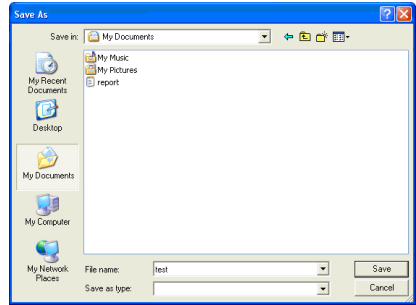 Save As
Save in:
My Documents
My Music
My Pictures
report
My Recent
Documents
Desktop
My Documents
My Computer
My Network
Places
File name:
test
Save
Save as type:
Cancel